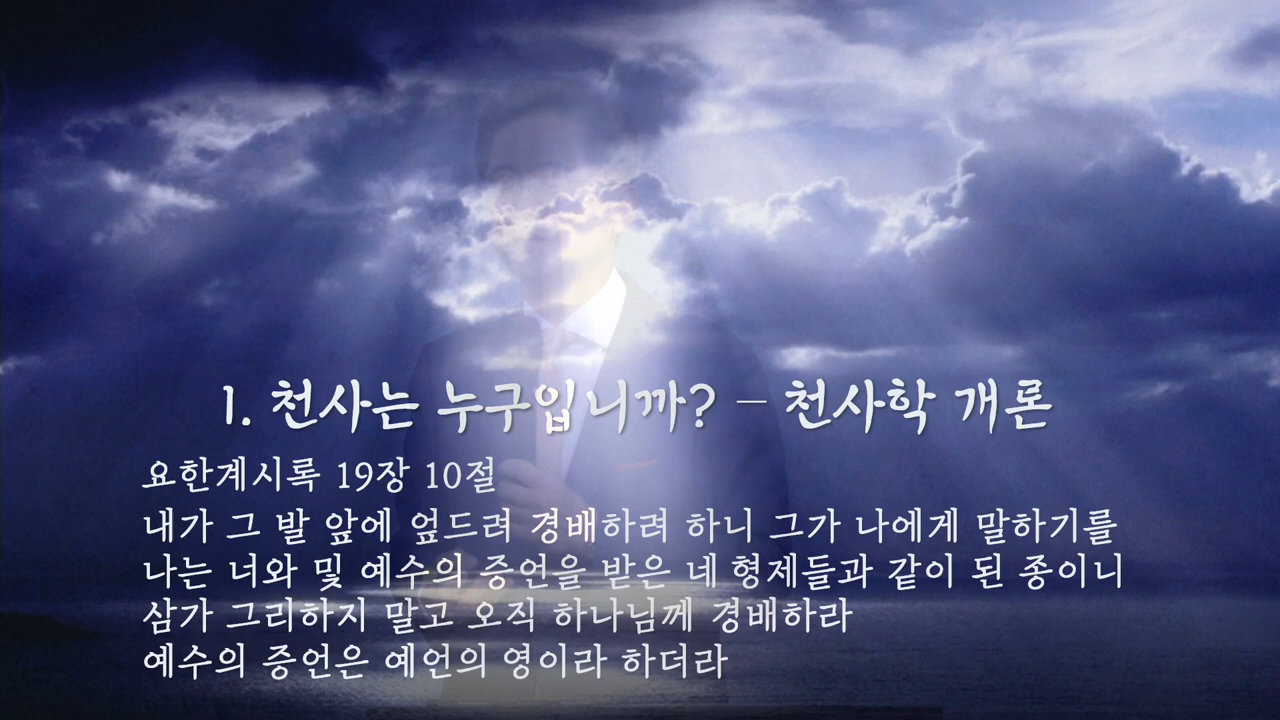 1. 천사는 누구입니까? – 천사학 개론
요한계시록 19장 10절
내가 그 발 앞에 엎드려 경배하려 하니 그가 나에게 말하기를
나는 너와 및 예수의 증언을 받은 네 형제들과 같이 된 종이니
삼가 그리하지 말고 오직 하나님께 경배하라
예수의 증언은 예언의 영이라 하더라